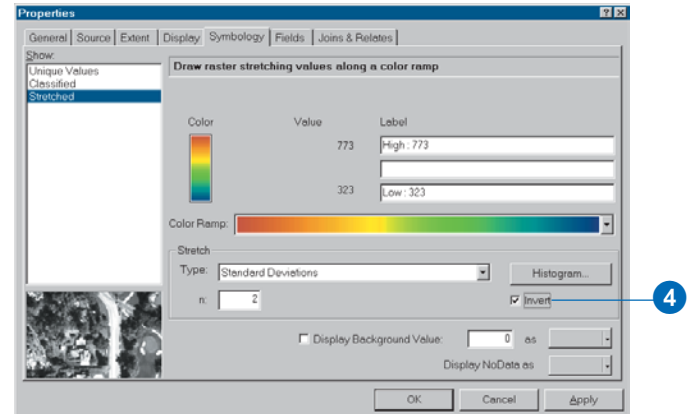 Properties
General Source Extent Display Symbology Fields Joins & Relates
Show:
Unique Values
Classified
Stretched
Draw raster stretching values along a color ramp
Color Value Label
773 High : 773
323 Low : 323
Color Ramp:
Stretch
Type: Standard Deviations
Histogram...
n: 2
Invert
4
Display Background Value: 0 as
Display NoData as
OK Cancel Apply